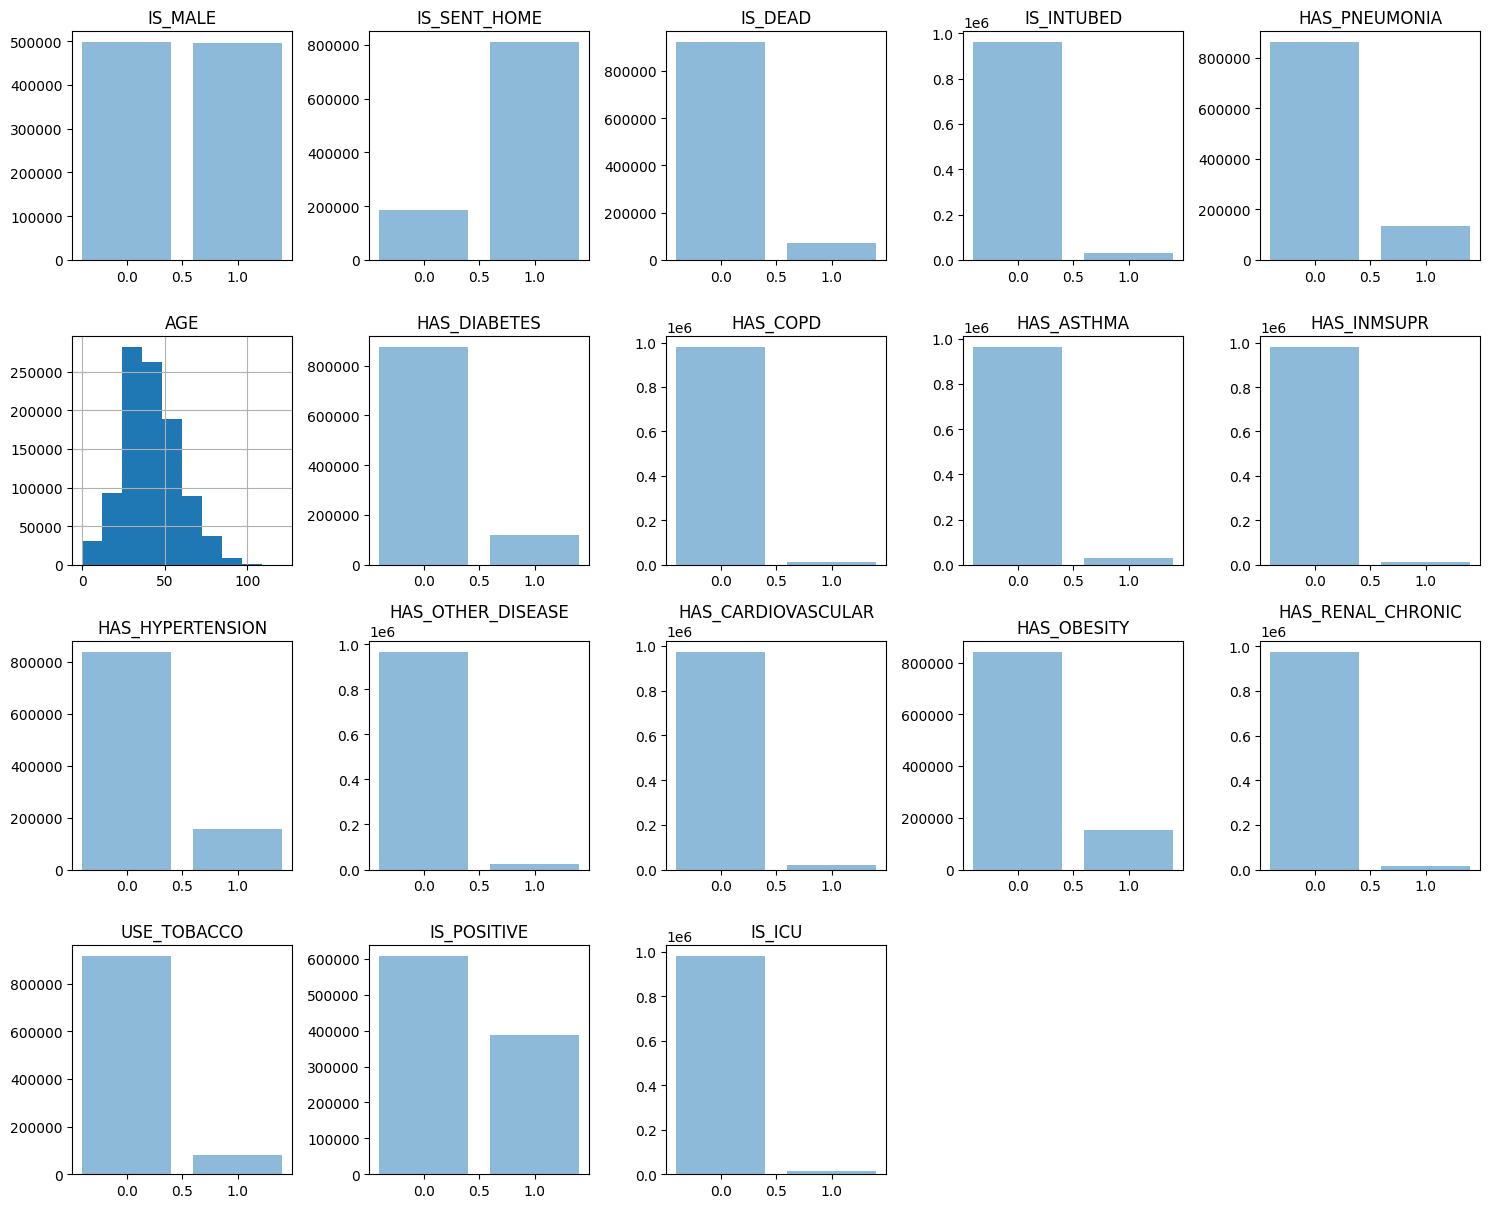 IS_MALE
500000
400000
300000
200000
100000
0
0.0 0.5 1.0
IS_SENT_HOME
800000
600000
400000
200000
0
0.0 0.5 1.0
IS_DEAD
800000
600000
400000
200000
0
0.0 0.5 1.0
IS_INTUBED
1e6
1.0
0.8
0.6
0.4
0.2
0.0
0.0 0.5 1.0
HAS_PNEUMONIA
800000
600000
400000
200000
0
0.0 0.5 1.0
AGE
250000
200000
150000
100000
50000
0
0 50 100
HAS_DIABETES
800000
600000
400000
200000
0
0.0 0.5 1.0
HAS_COPD
1e6
1.0
0.8
0.6
0.4
0.2
0.0
0.0 0.5 1.0
HAS_ASTHMA
1e6
1.0
0.8
0.6
0.4
0.2
0.0
0.0 0.5 1.0
HAS_INMSUPR
1e6
1.0
0.8
0.6
0.4
0.2
0.0
0.0 0.5 1.0
HAS_HYPERTENSION
800000
600000
400000
200000
0
0.0 0.5 1.0
HAS_OTHER_DISEASE
1e6
1.0
0.8
0.6
0.4
0.2
0.0
0.0 0.5 1.0
HAS_CARDIOVASCULAR
1e6
1.0
0.8
0.6
0.4
0.2
0.0
0.0 0.5 1.0
HAS_OBESITY
800000
600000
400000
200000
0
0.0 0.5 1.0
HAS_RENAL_CHRONIC
1e6
1.0
0.8
0.6
0.4
0.2
0.0
0.0 0.5 1.0
USE_TOBACCO
800000
600000
400000
200000
0
0.0 0.5 1.0
IS_POSITIVE
600000
500000
400000
300000
200000
100000
0
0.0 0.5 1.0
IS_ICU
1e6
1.0
0.8
0.6
0.4
0.2
0.0
0.0 0.5 1.0